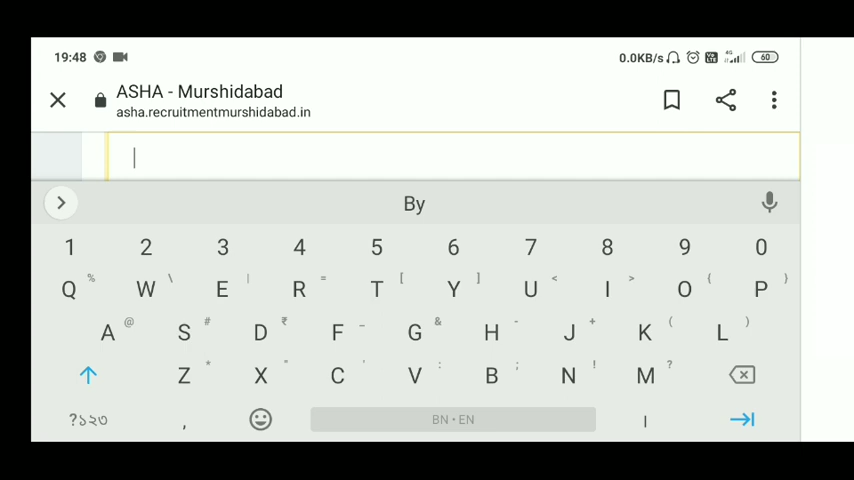 19:48 0.0KB/s 4G 60
ASHA - Murshidabad
asha.recruitmentmurshidabad.in
By
1 2 3 4 5 6 7 8 9 0
Q % W \ E | R = T [ Y ] U < I > O { P }
A @ S # D ₹ F _ G & H - J + K ( L )
Z * X " C ' V : B ; N ! M ?
?১২৩ , BN • EN ।